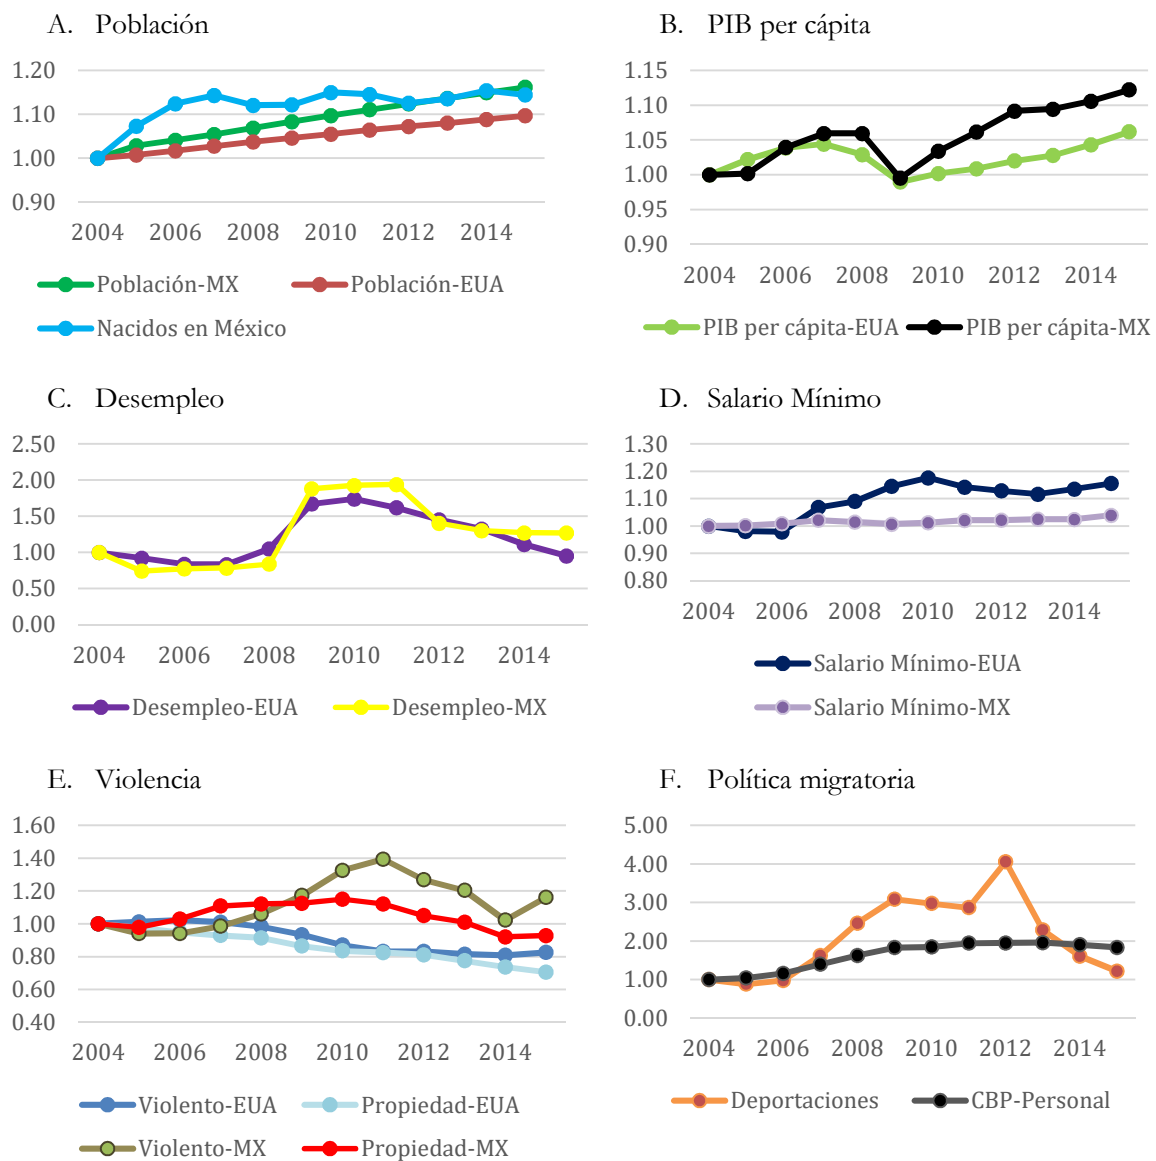 A. Población
1.20
1.10
1.00
0.90
2004 2006 2008 2010 2012 2014
Población-MX Población-EUA
Nacidos en México
B. PIB per cápita
1.15
1.10
1.05
1.00
0.95
0.90
2004 2006 2008 2010 2012 2014
PIB per cápita-EUA PIB per cápita-MX
C. Desempleo
2.50
2.00
1.50
1.00
0.50
0.00
2004 2006 2008 2010 2012 2014
Desempleo-EUA Desempleo-MX
D. Salario Mínimo
1.30
1.20
1.10
1.00
0.90
0.80
2004 2006 2008 2010 2012 2014
Salario Mínimo-EUA
Salario Mínimo-MX
E. Violencia
1.60
1.40
1.20
1.00
0.80
0.60
0.40
2004 2006 2008 2010 2012 2014
Violento-EUA Propiedad-EUA
Violento-MX Propiedad-MX
F. Política migratoria
5.00
4.00
3.00
2.00
1.00
0.00
2004 2006 2008 2010 2012 2014
Deportaciones CBP-Personal